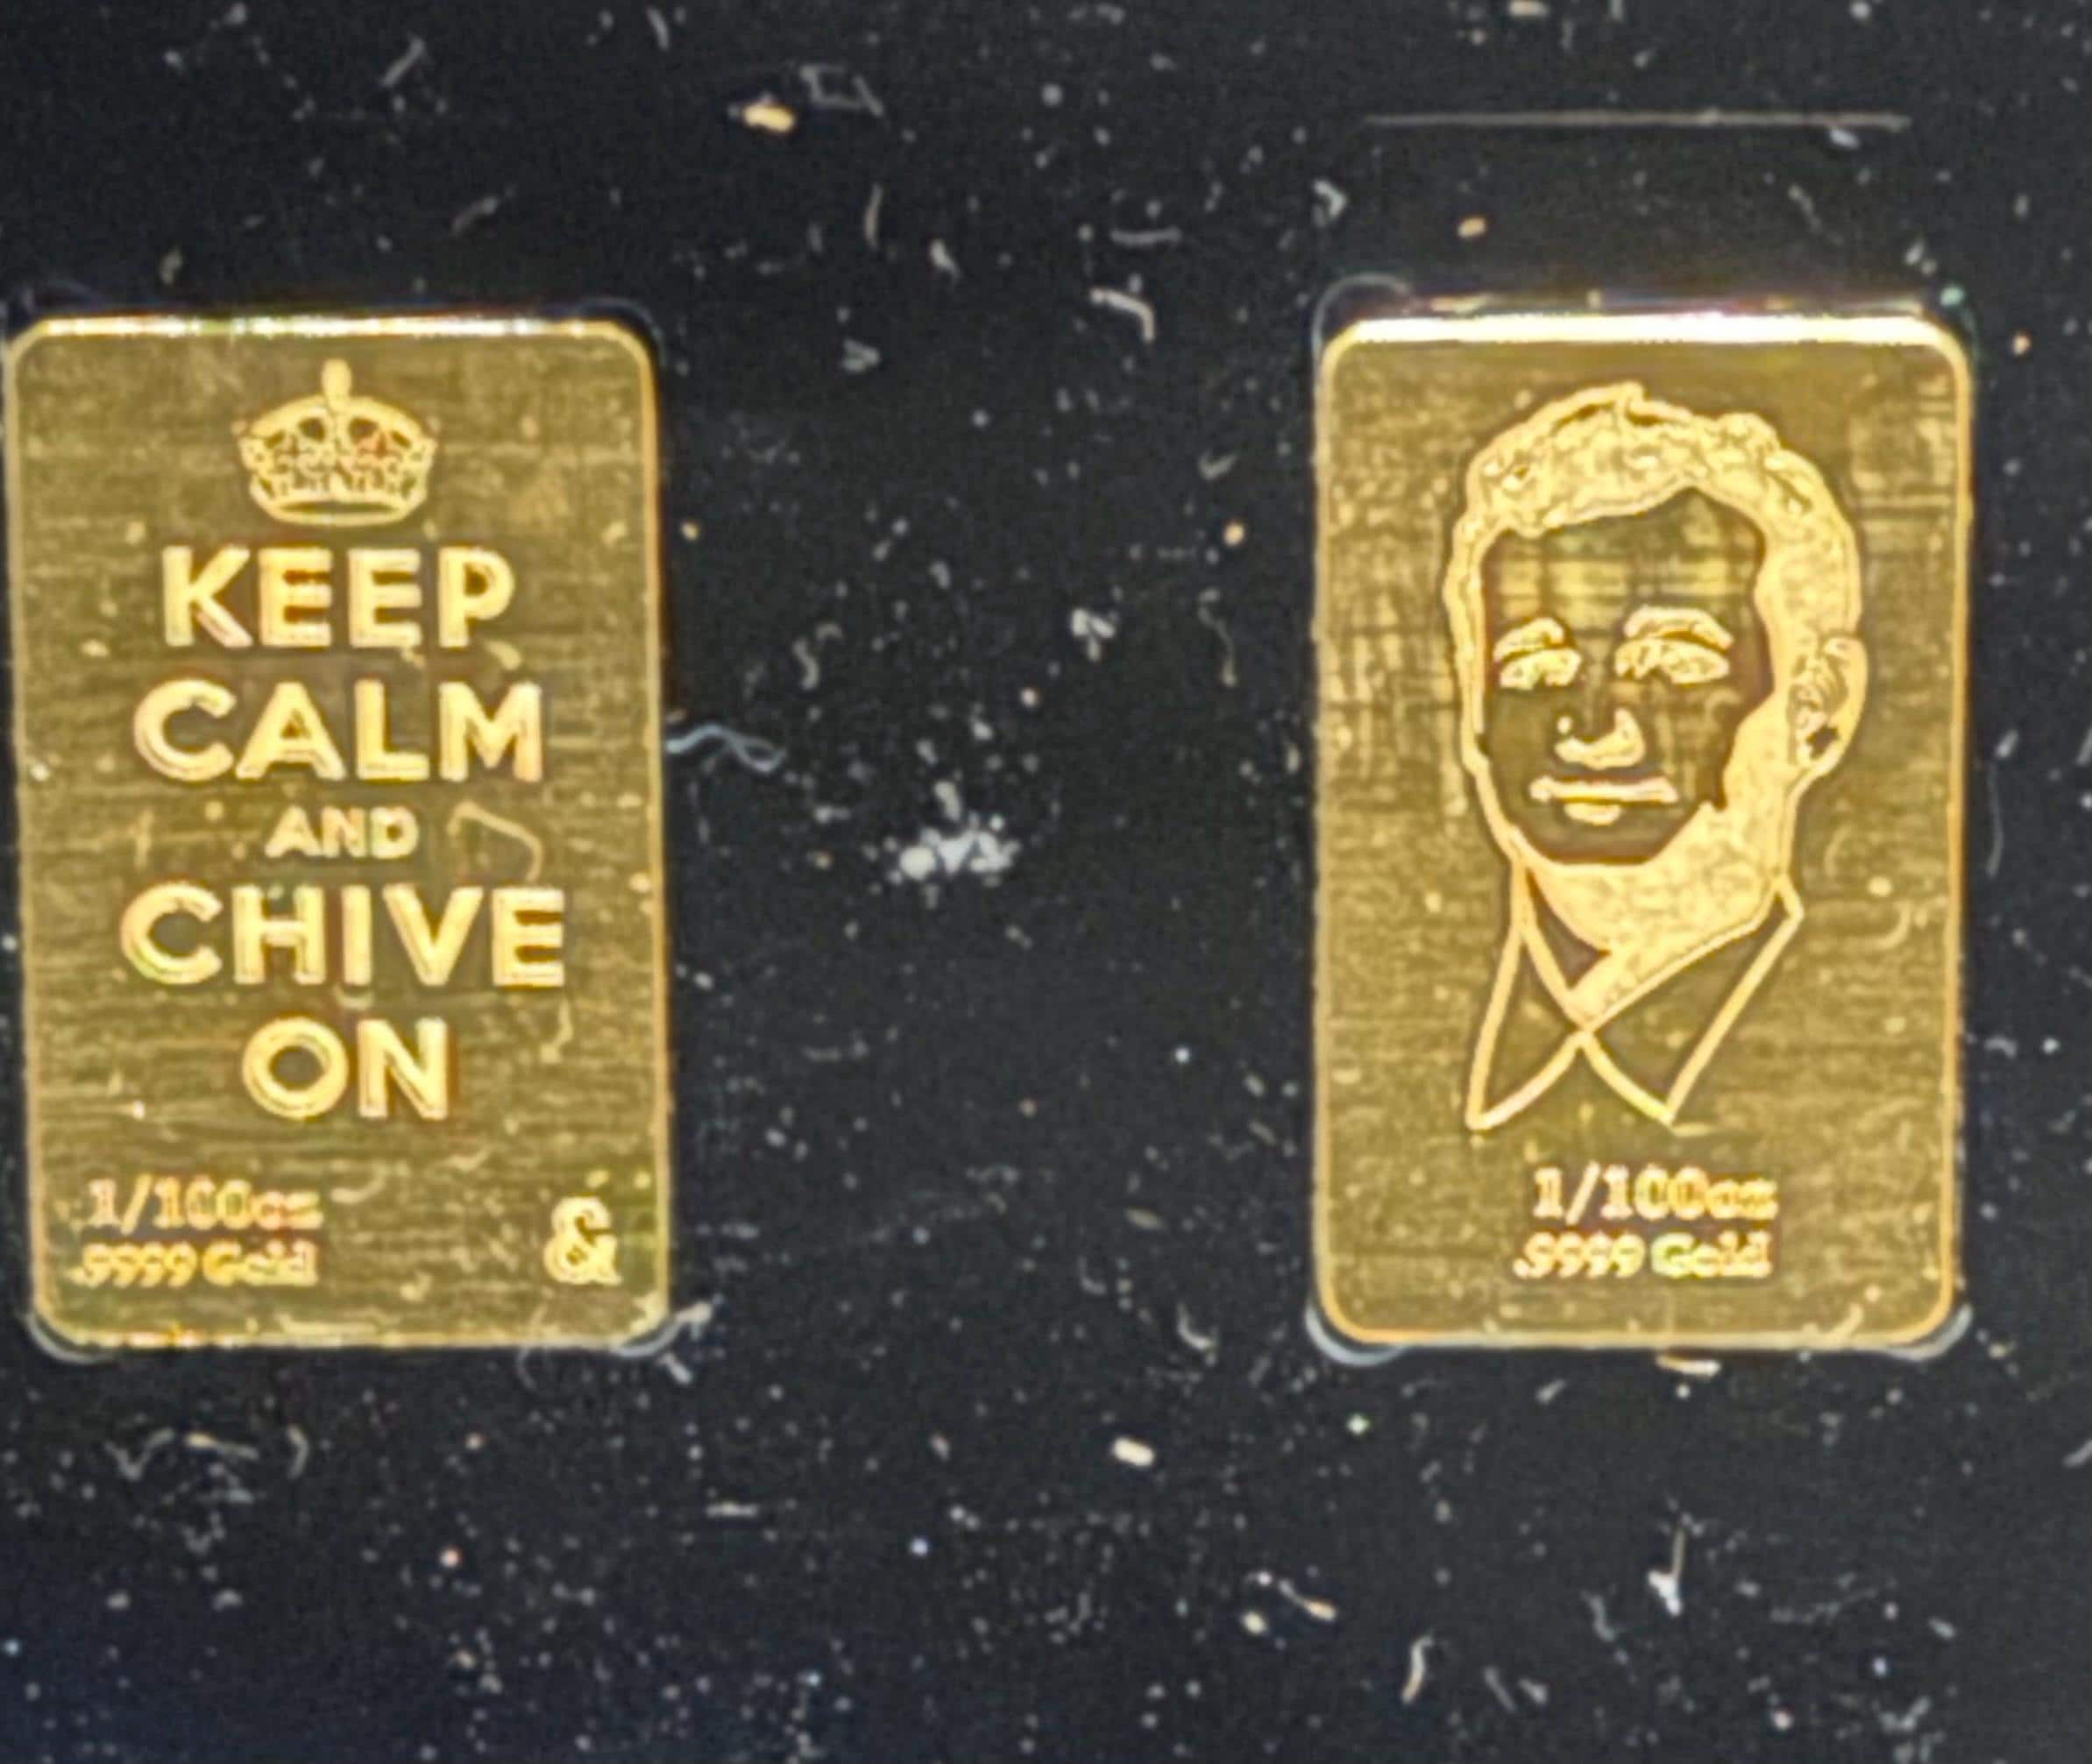 KEEP
CALM
AND
CHIVE
ON
1/100oz
.9999 Gold
&
1/100oz
.9999 Gold